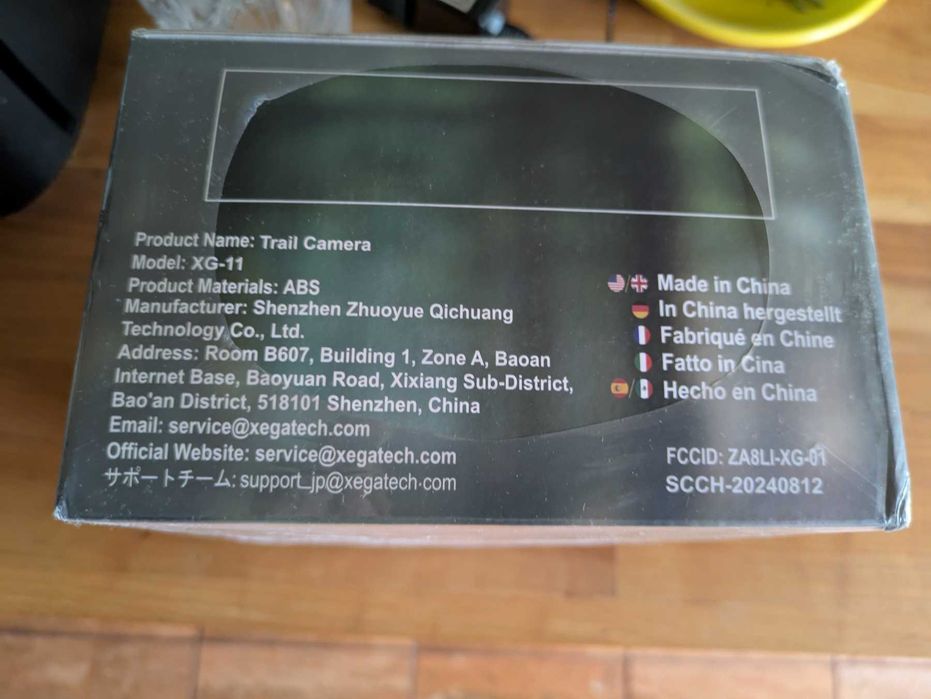 Product Name: Trail Camera
Model: XG-11
Product Materials: ABS
Manufacturer: Shenzhen Zhuoyue Qichuang
Technology Co., Ltd.
Address: Room B607, Building 1, Zone A, Baoan
Internet Base, Baoyuan Road, Xixiang Sub-District,
Bao'an District, 518101 Shenzhen, China
Email: service@xegatech.com
Official Website: service@xegatech.com
サポートチーム: support_jp@xegatech.com
Made in China
In China hergestellt
Fabriqué en Chine
Fatto in Cina
Hecho en China
FCCID: ZA8LI-XG-01
SCCH-20240812